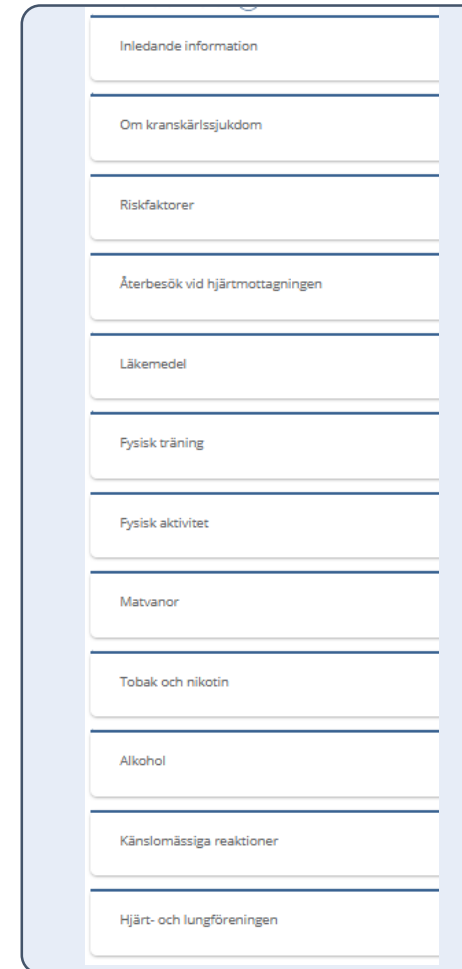 Inledande information
Om kranskärlssjukdom
Riskfaktorer
Återbesök vid hjärtmottagningen
Läkemedel
Fysisk träning
Fysisk aktivitet
Matvanor
Tobak och nikotin
Alkohol
Känslomässiga reaktioner
Hjärt- och lungföreningen